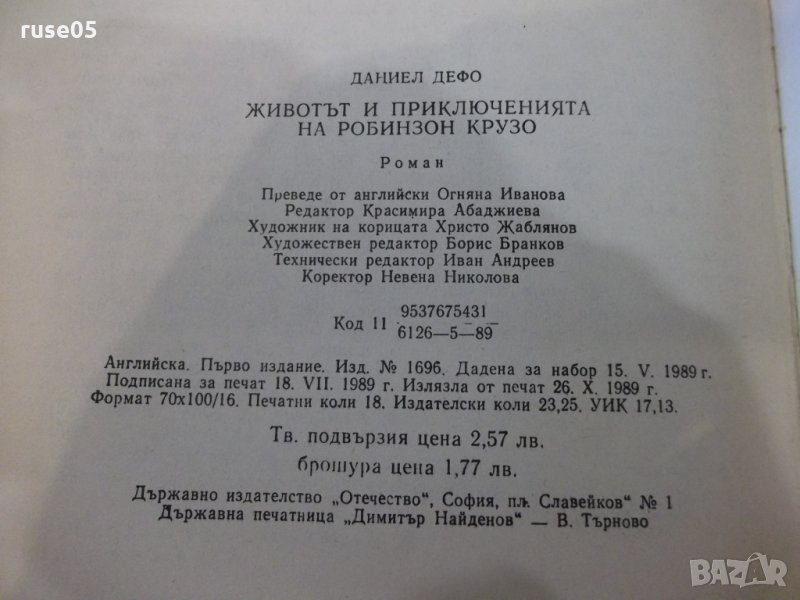 ruse05
ДАНИЕЛ ДЕФО
ЖИВОТЪТ И ПРИКЛЮЧЕНИЯТА
НА РОБИНЗОН КРУЗО
Роман
Преведе от английски Огняна Иванова
Редактор Красимира Абаджиева
Художник на корицата Христо Жаблянов
Художествен редактор Борис Бранков
Технически редактор Иван Андреев
Коректор Невена Николова
Код 11 9537675431
6126—5—89
Английска. Първо издание. Изд. № 1696. Дадена за набор 15. V. 1989 г.
Подписана за печат 18. VII. 1989 г. Излязла от печат 26. X. 1989 г.
Формат 70х100/16. Печатни коли 18. Издателски коли 23,25. УИК 17,13.
Тв. подвързия цена 2,57 лв.
брошура цена 1,77 лв.
Държавно издателство „Отечество“, София, пл. Славейков“ № 1
Държавна печатница „Димитър Найденов“ — В. Търново
BAZAR